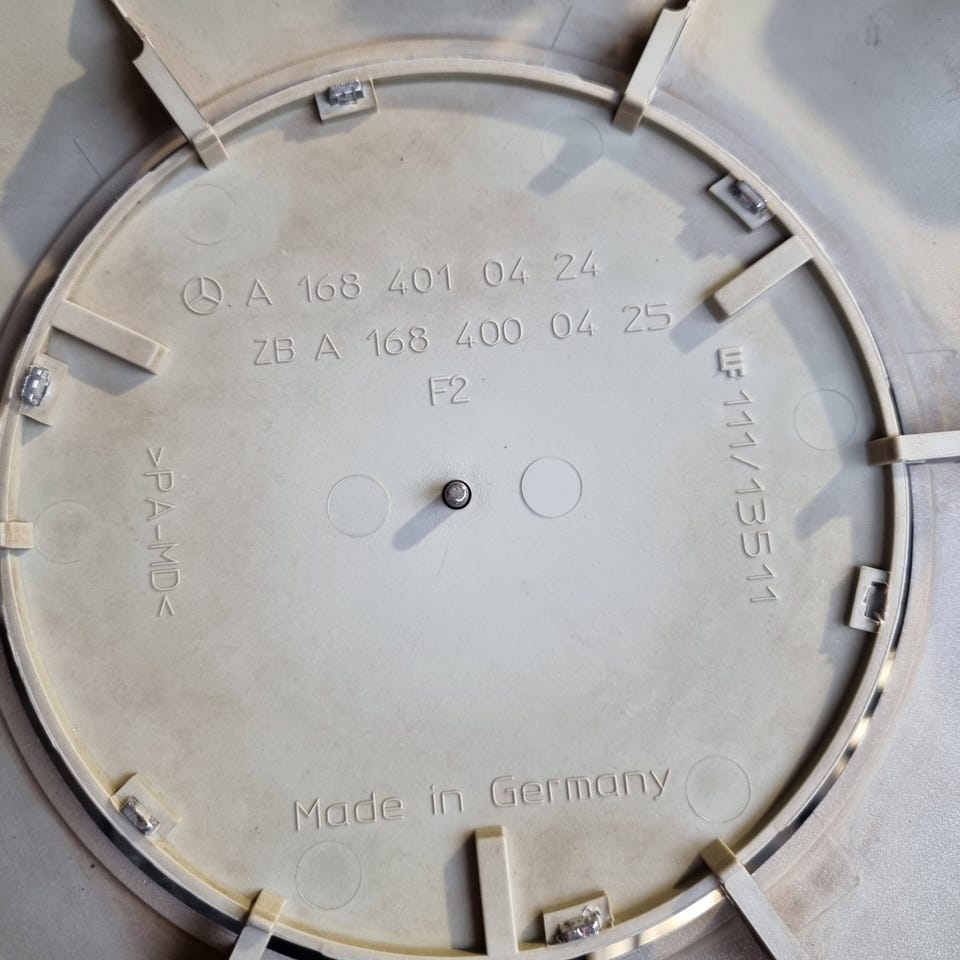 A 168 401 04 24
ZB A 168 400 04 25
F2
111/13511
>PA-MD<
Made in Germany